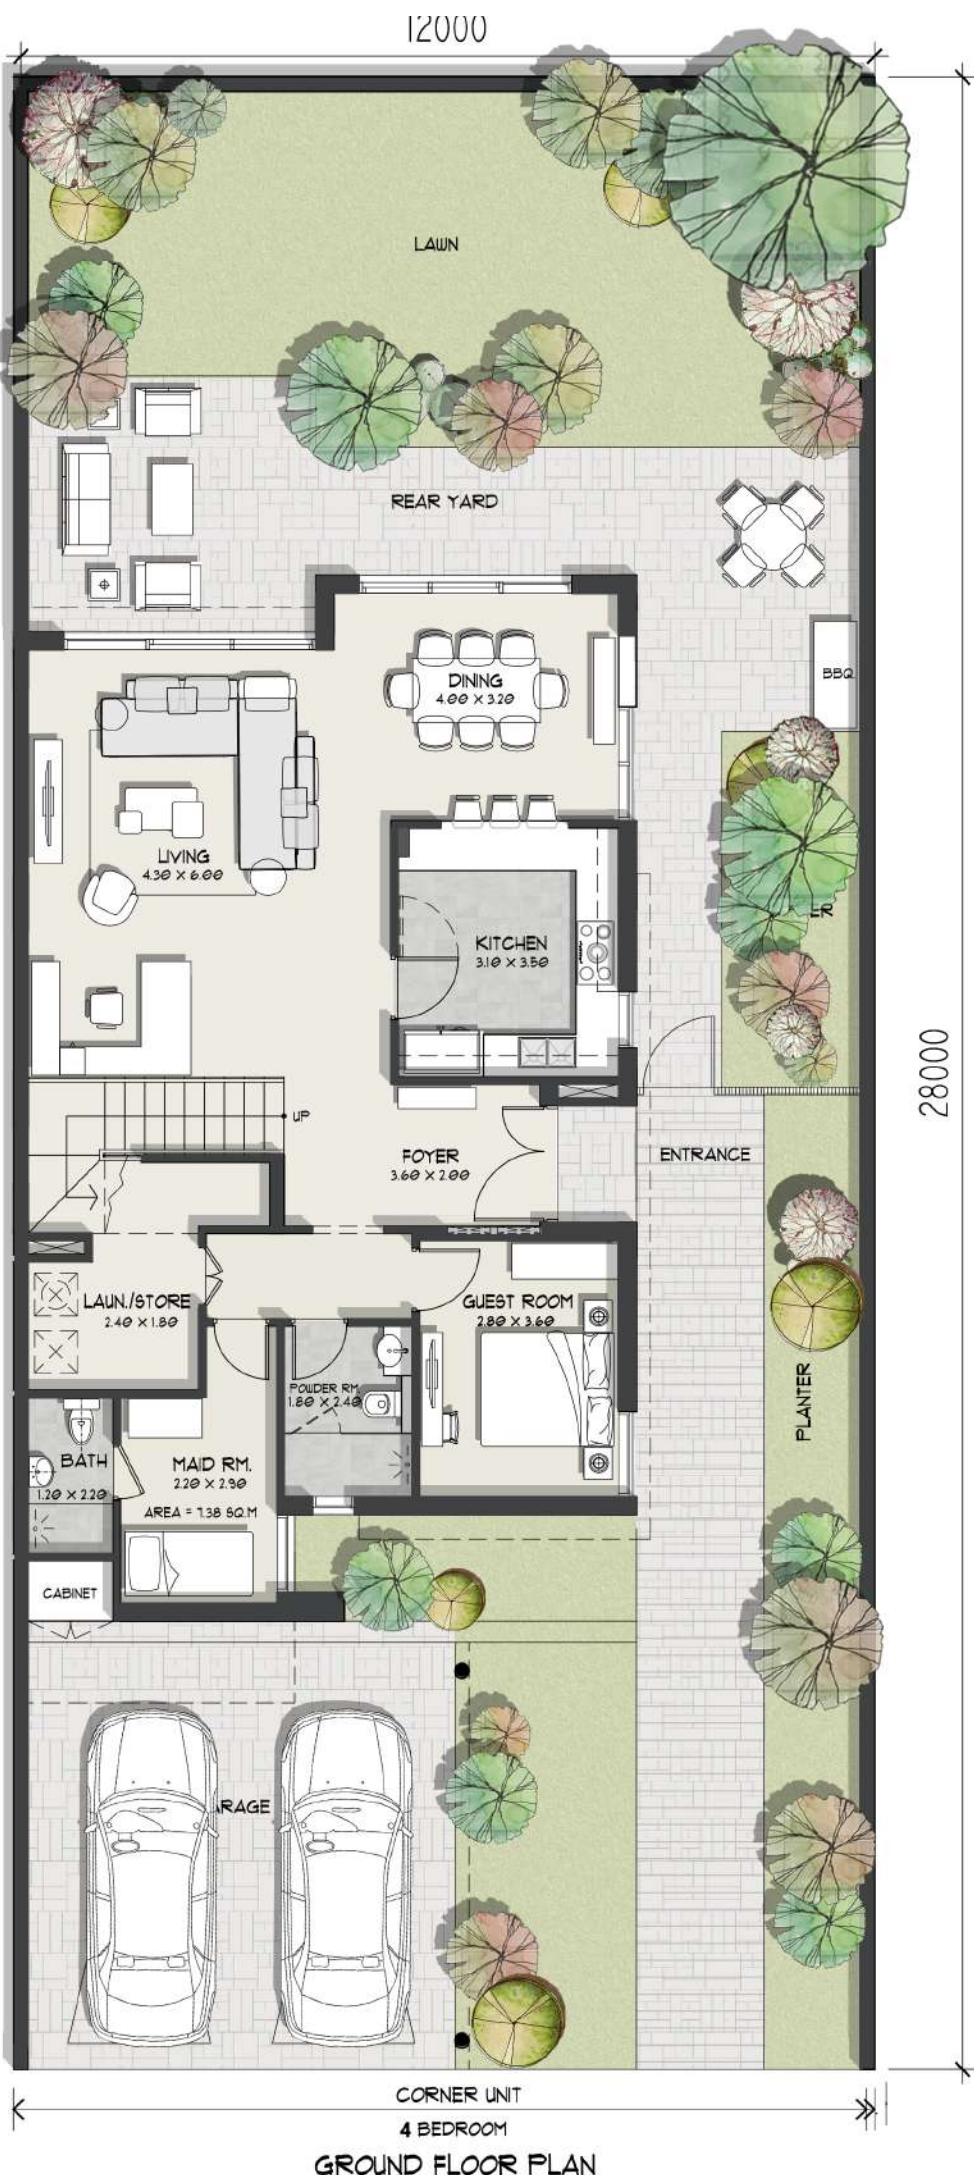 12000
LAWN
REAR YARD
DINING
4.00 X 3.20
BBQ
LIVING
4.30 X 6.00
ER
KITCHEN
3.10 X 3.50
28000
UP
FOYER
3.60 X 2.00
ENTRANCE
LAUN./STORE
2.40 X 1.80
GUEST ROOM
2.80 X 3.60
POWDER RM.
1.80 X 2.40
PLANTER
BATH
1.20 X 2.20
MAID RM.
2.20 X 2.90
AREA = 7.38 SQ.M
CABINET
ARAGE
CORNER UNIT
4 BEDROOM
GROUND FLOOR PLAN